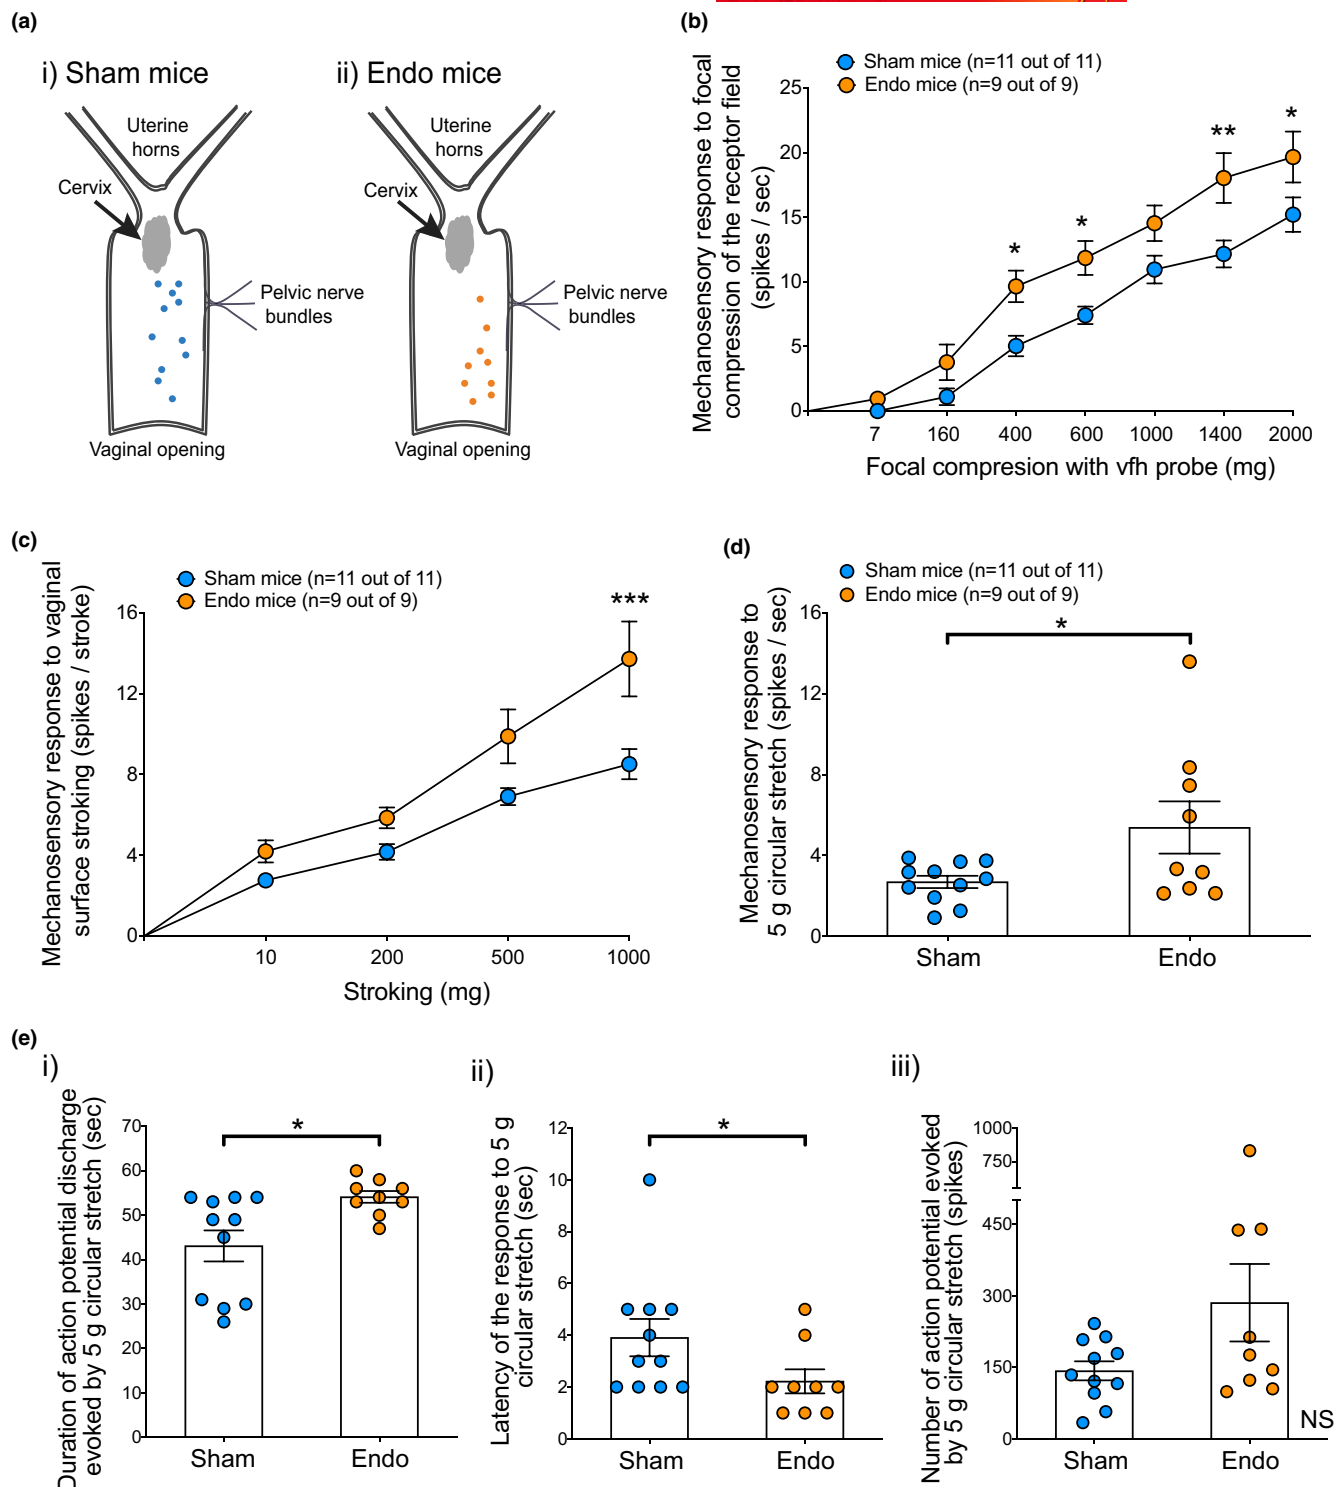 (a)
i) Sham mice
ii) Endo mice
Uterine
horns
Cervix
Pelvic nerve
bundles
Vaginal opening
Uterine
horns
Cervix
Pelvic nerve
bundles
Vaginal opening
(b)
Sham mice (n=11 out of 11)
Endo mice (n=9 out of 9)
Mechanosensory response to focal
compression of the receptor field
(spikes / sec)
25
20
15
10
5
0
* * ** *
7 160 400 600 1000 1400 2000
Focal compresion with vfh probe (mg)
(c)
Sham mice (n=11 out of 11)
Endo mice (n=9 out of 9)
Mechanosensory response to vaginal
surface stroking (spikes / stroke)
16
12
8
4
0
***
10 200 500 1000
Stroking (mg)
(d)
Sham mice (n=11 out of 11)
Endo mice (n=9 out of 9)
Mechanosensory response to
5 g circular stretch (spikes / sec)
16
12
8
4
0
*
Sham Endo
(e)
i)
Duration of action potential discharge
evoked by 5 g circular stretch (sec)
70
60
50
40
30
20
10
0
*
Sham Endo
ii)
Latency of the response to 5 g
circular stretch (sec)
12
10
8
6
4
2
0
*
Sham Endo
iii)
Number of action potential evoked
by 5 g circular stretch (spikes)
1000
750
450
300
150
0
NS
Sham Endo